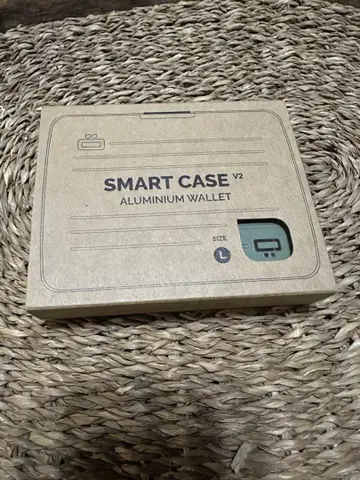 SMART CASE V2
ALUMINIUM WALLET
SIZE
L